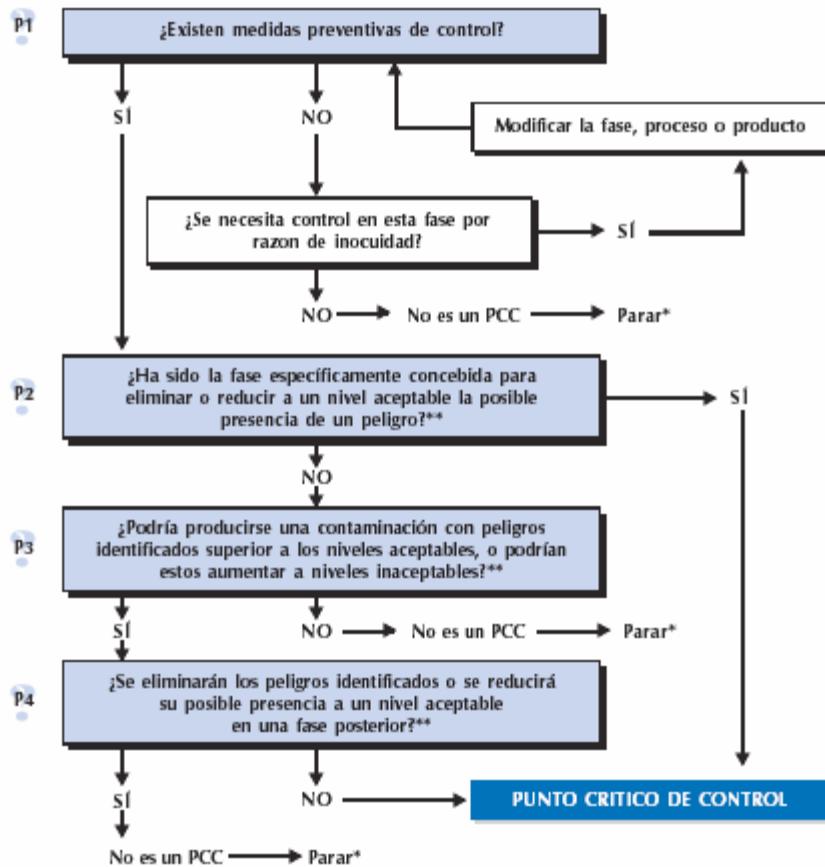 P1
¿Existen medidas preventivas de control?
SÍ
NO
Modificar la fase, proceso o producto
¿Se necesita control en esta fase por
razon de inocuidad?
SÍ
NO
No es un PCC
Parar*
P2
¿Ha sido la fase específicamente concebida para
eliminar o reducir a un nivel aceptable la posible
presencia de un peligro?**
SÍ
NO
P3
¿Podría producirse una contaminación con peligros
identificados superior a los niveles aceptables, o podrían
estos aumentar a niveles inaceptables?**
SÍ
NO
No es un PCC
Parar*
P4
¿Se eliminarán los peligros identificados o se reducirá
su posible presencia a un nivel aceptable
en una fase posterior?**
SÍ
NO
PUNTO CRITICO DE CONTROL
No es un PCC
Parar*